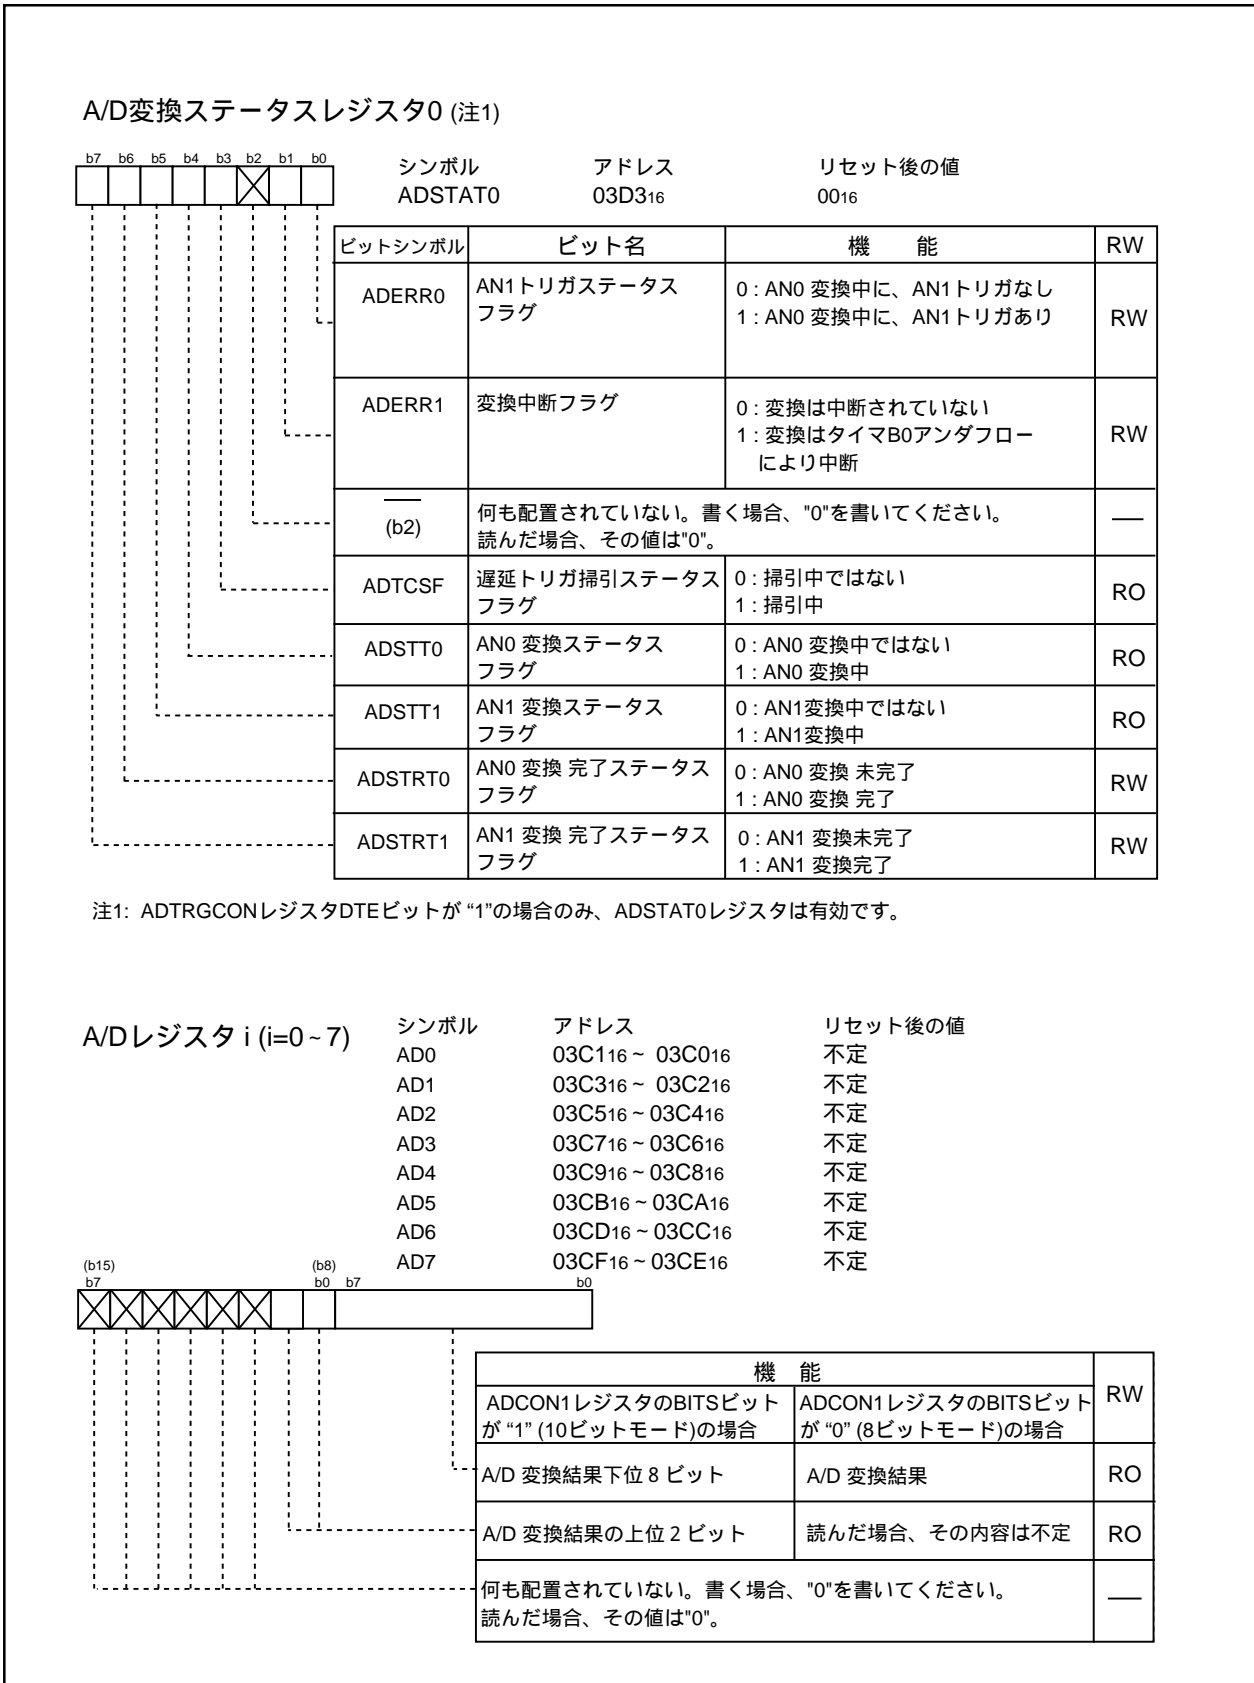 A/D変換ステータスレジスタ0 (注1)
b7 b6 b5 b4 b3 b2 b1 b0
シンボル アドレス リセット後の値
ADSTAT0 03D316 0016
ビットシンボル ビット名 機 能 RW
ADERR0 AN1トリガステータス
フラグ
0 : AN0 変換中に、AN1トリガなし
1 : AN0 変換中に、AN1トリガあり
RW
ADERR1 変換中断フラグ
0 : 変換は中断されていない
1 : 変換はタイマB0アンダフロー
により中断
RW
(b2)
何も配置されていない。書く場合、"0"を書いてください。
読んだ場合、その値は"0"。
—
ADTCSF 遅延トリガ掃引ステータス
フラグ
0 : 掃引中ではない
1 : 掃引中
RO
ADSTT0 AN0 変換ステータス
フラグ
0 : AN0 変換中ではない
1 : AN0 変換中
RO
ADSTT1 AN1 変換ステータス
フラグ
0 : AN1変換中ではない
1 : AN1変換中
RO
ADSTRT0 AN0 変換 完了ステータス
フラグ
0 : AN0 変換 未完了
1 : AN0 変換 完了
RW
ADSTRT1 AN1 変換 完了ステータス
フラグ
0 : AN1 変換未完了
1 : AN1 変換完了
RW
注1: ADTRGCONレジスタDTEビットが “1”の場合のみ、ADSTAT0レジスタは有効です。
A/Dレジスタ i (i=0～7)
シンボル アドレス リセット後の値
AD0 03C116～ 03C016 不定
AD1 03C316～ 03C216 不定
AD2 03C516～03C416 不定
AD3 03C716～03C616 不定
AD4 03C916～03C816 不定
AD5 03CB16～03CA16 不定
AD6 03CD16～03CC16 不定
AD7 03CF16～03CE16 不定
(b15) (b8)
b7 b0 b7 b0
機 能 RW
ADCON1レジスタのBITSビット
が “1” (10ビットモード)の場合
ADCON1レジスタのBITSビット
が “0” (8ビットモード)の場合
A/D 変換結果下位 8 ビット A/D 変換結果 RO
A/D 変換結果の上位 2 ビット 読んだ場合、その内容は不定 RO
何も配置されていない。書く場合、"0"を書いてください。
読んだ場合、その値は"0"。
—